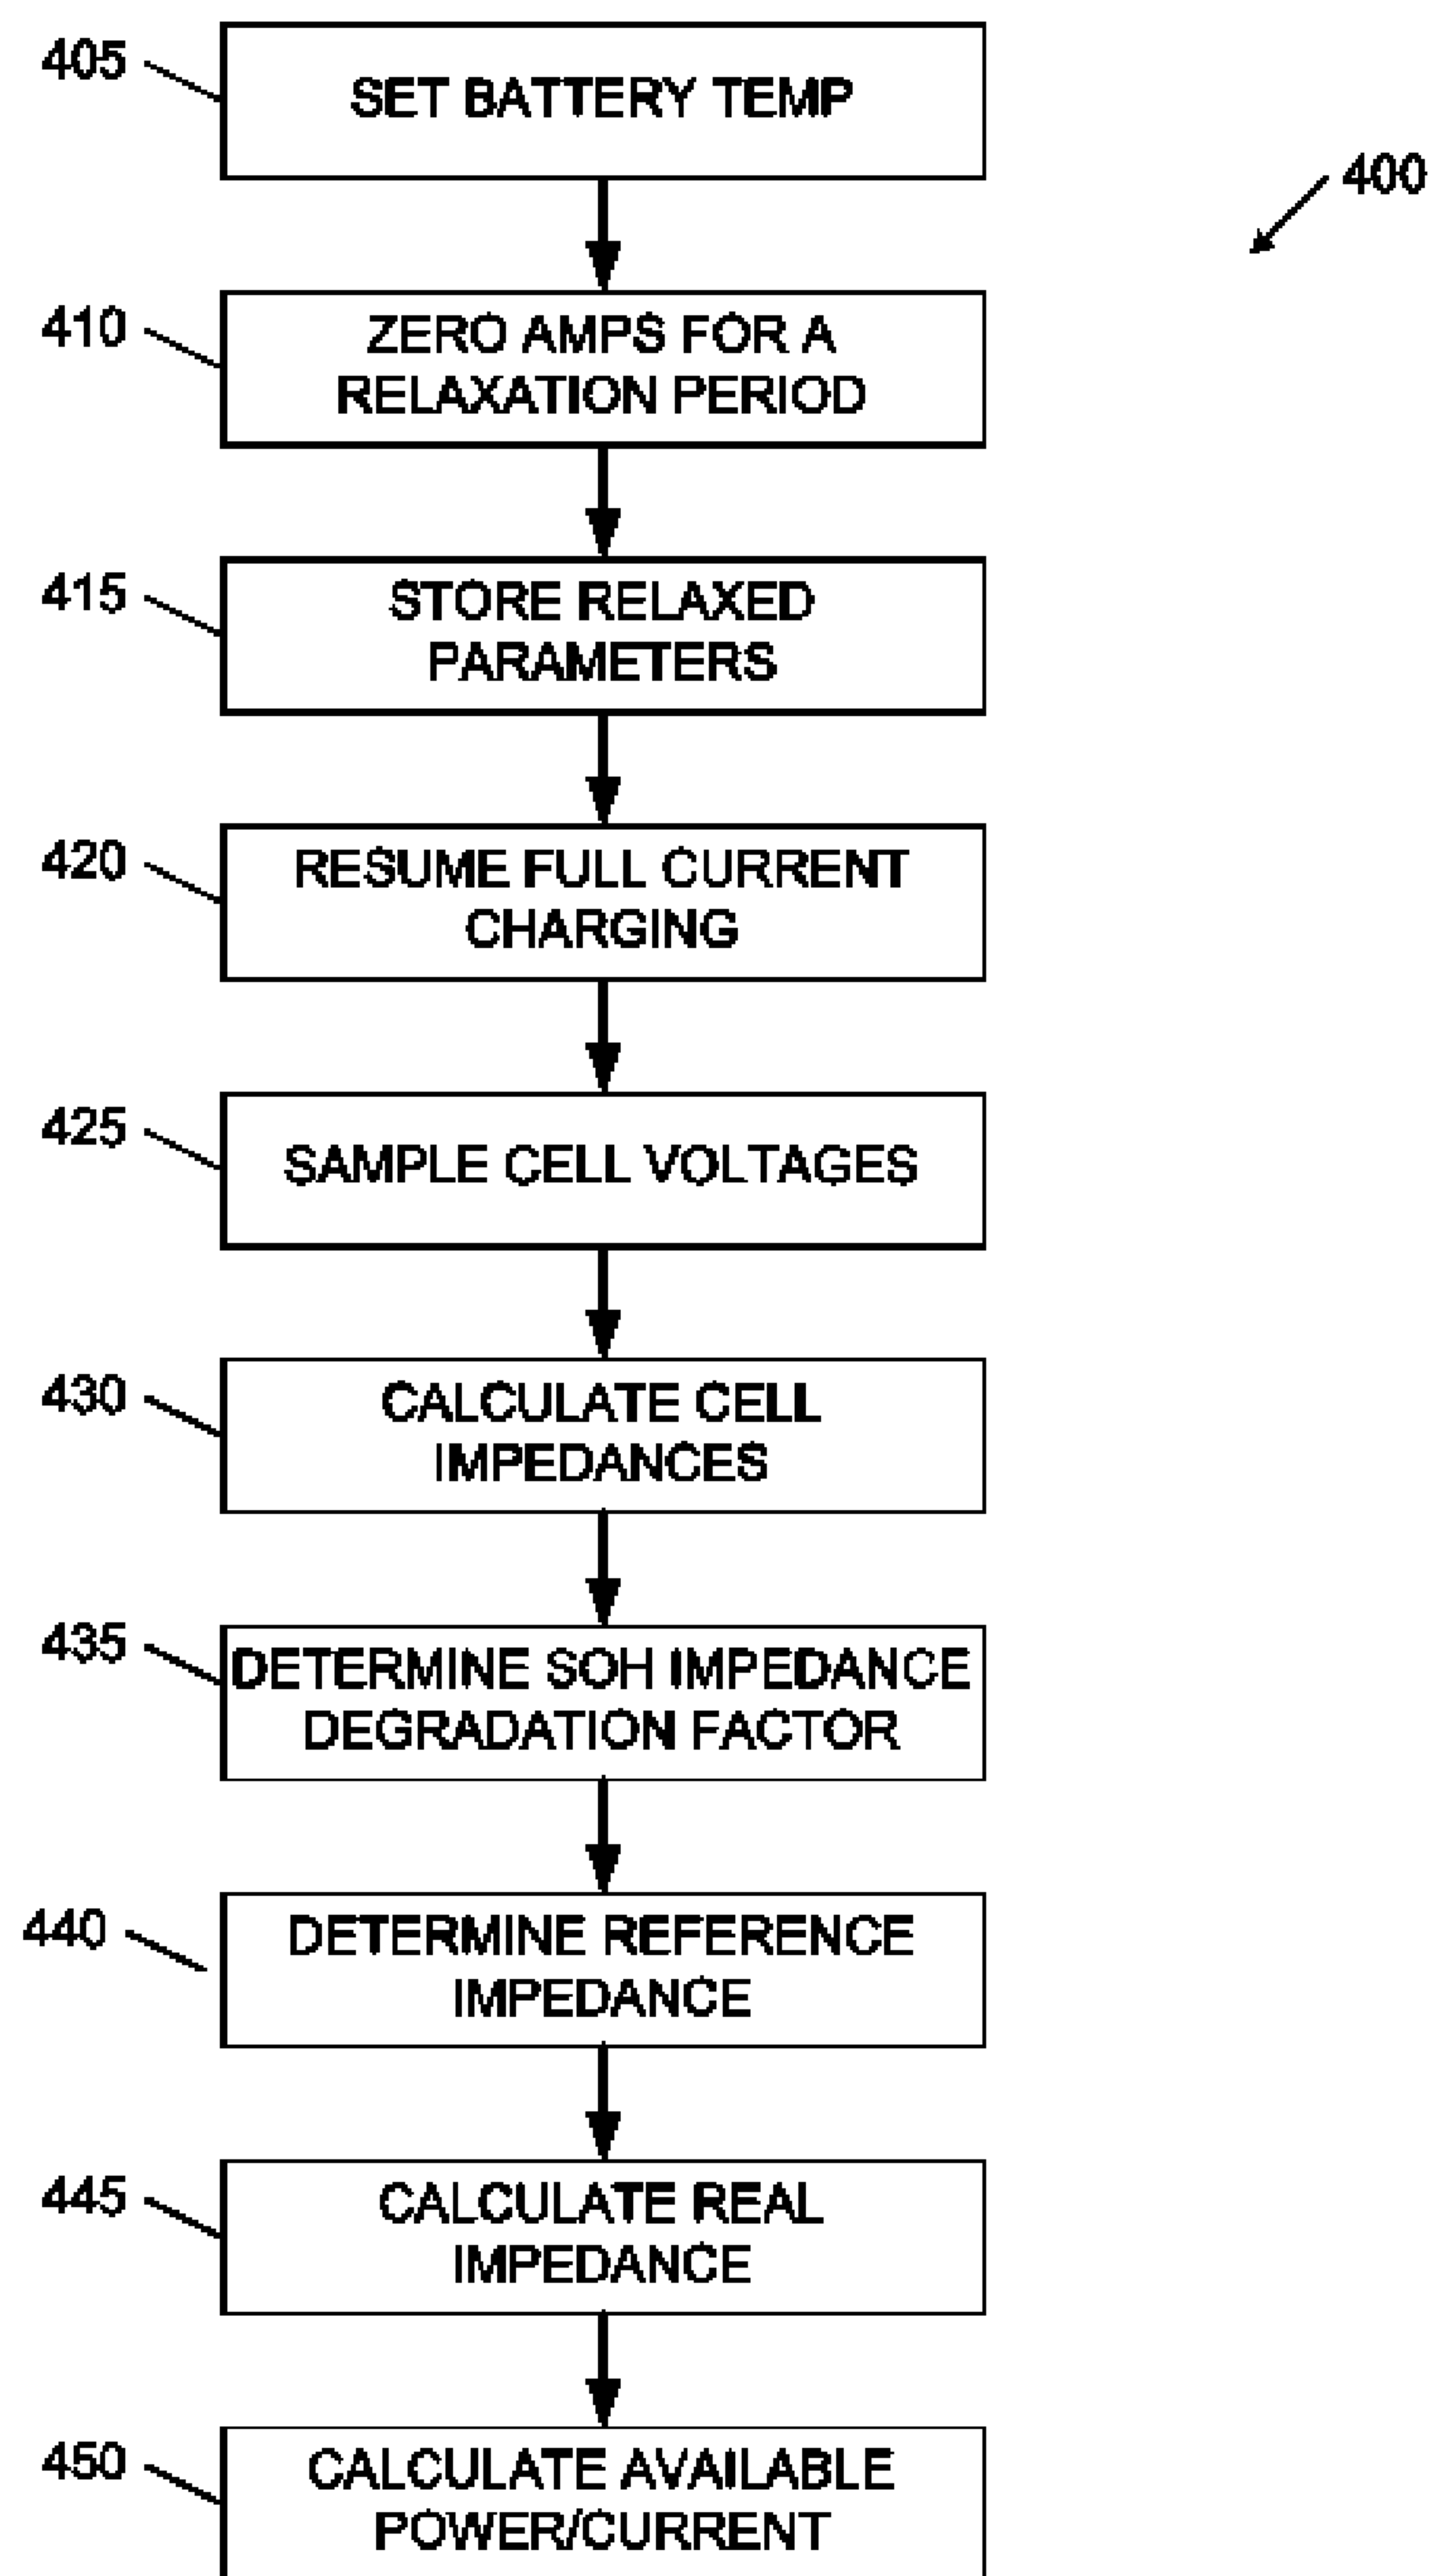 405
SET BATTERY TEMP
400
410
ZERO AMPS FOR A
RELAXATION PERIOD
415
STORE RELAXED
PARAMETERS
420
RESUME FULL CURRENT
CHARGING
425
SAMPLE CELL VOLTAGES
430
CALCULATE CELL
IMPEDANCES
435
DETERMINE SOH IMPEDANCE
DEGRADATION FACTOR
440
DETERMINE REFERENCE
IMPEDANCE
445
CALCULATE REAL
IMPEDANCE
450
CALCULATE AVAILABLE
POWER/CURRENT